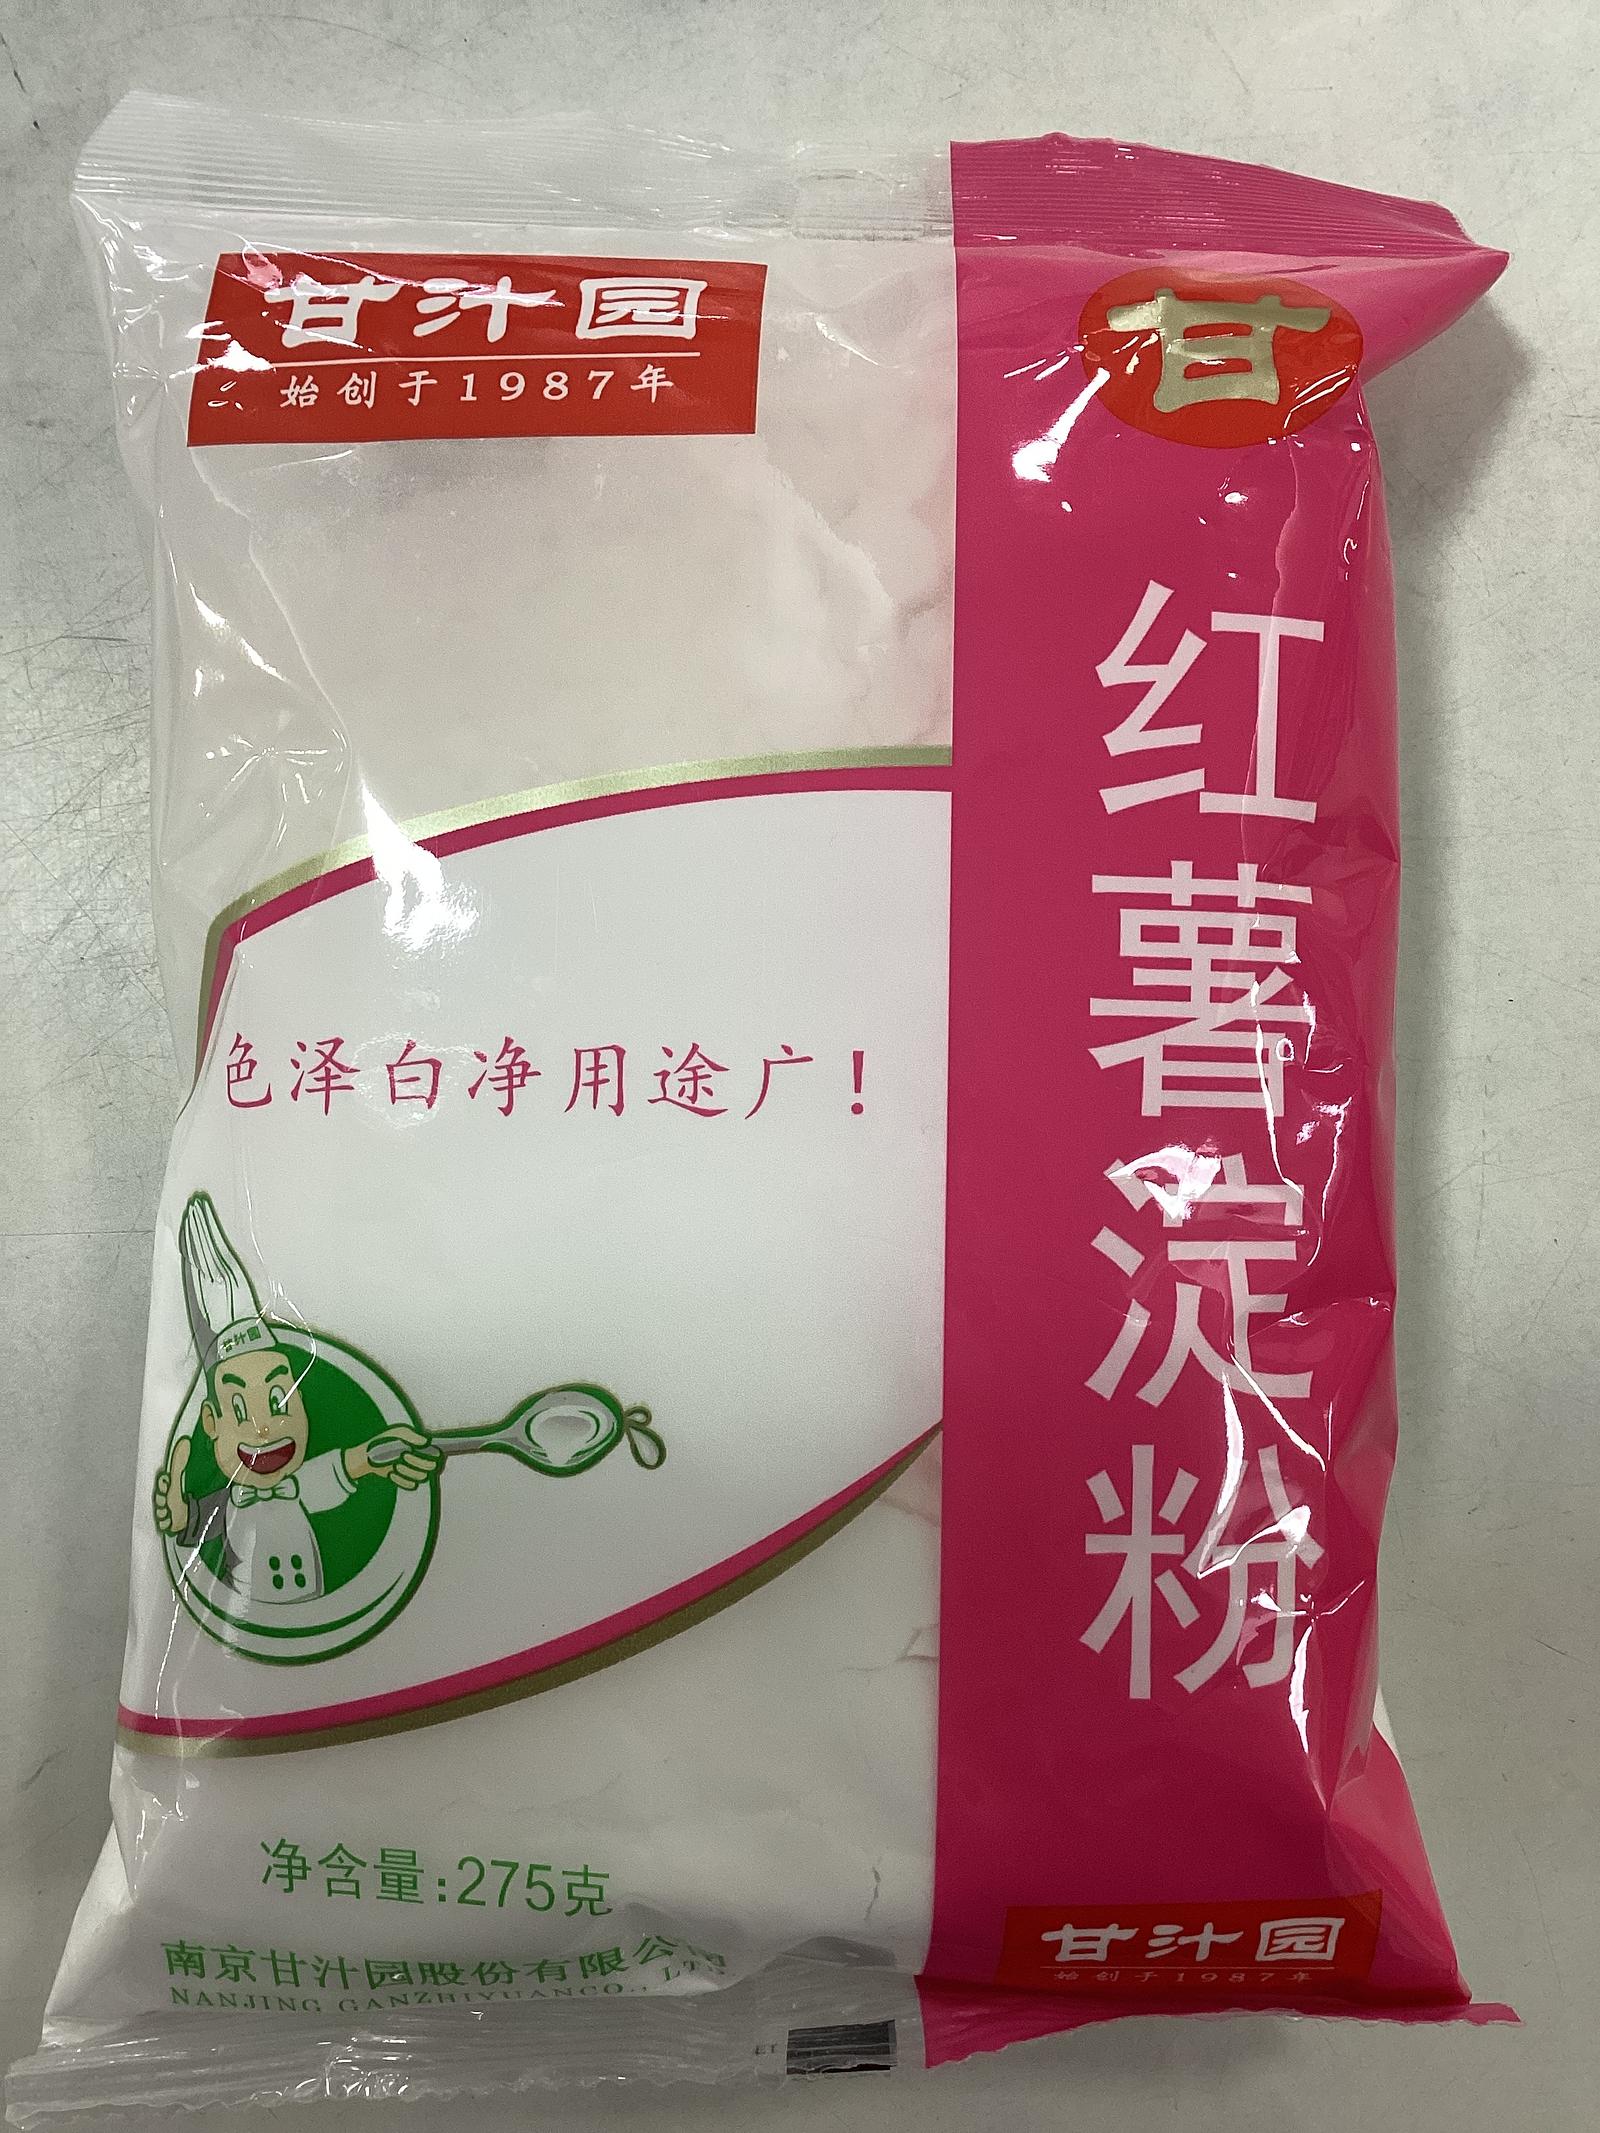 甘汁园
始创于1987年
甘
红薯淀粉
色泽白净用途广!
甘汁园
净含量:275克
南京甘汁园股份有限公司
NANJING GANZHIYUANCO., LTD
甘汁园
始创于1987年